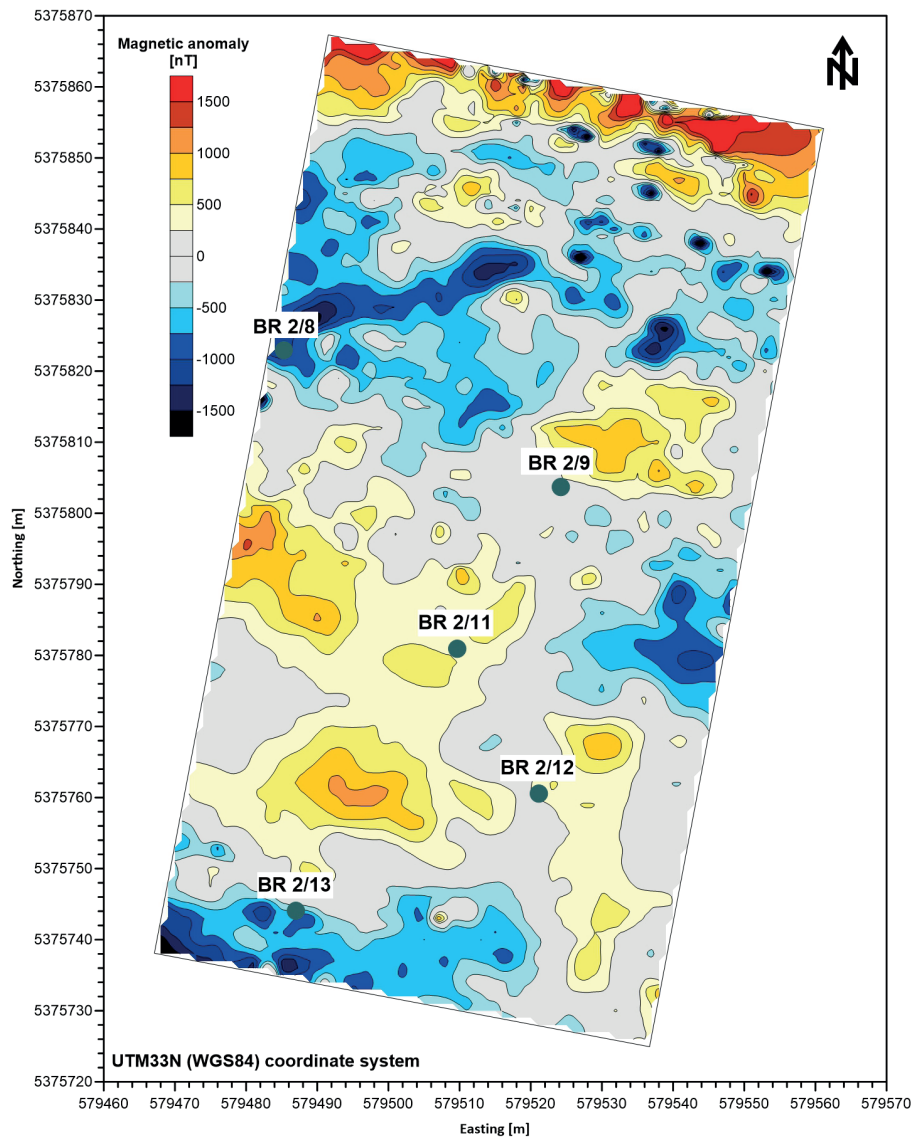 Magnetic anomaly
[nT]
1500
1000
500
0
-500
-1000
-1500
N
BR 2/8
BR 2/9
BR 2/11
BR 2/12
BR 2/13
UTM33N (WGS84) coordinate system
Northing [m]
5375870
5375860
5375850
5375840
5375830
5375820
5375810
5375800
5375790
5375780
5375770
5375760
5375750
5375740
5375730
5375720
579460 579470 579480 579490 579500 579510 579520 579530 579540 579550 579560 579570
Easting [m]